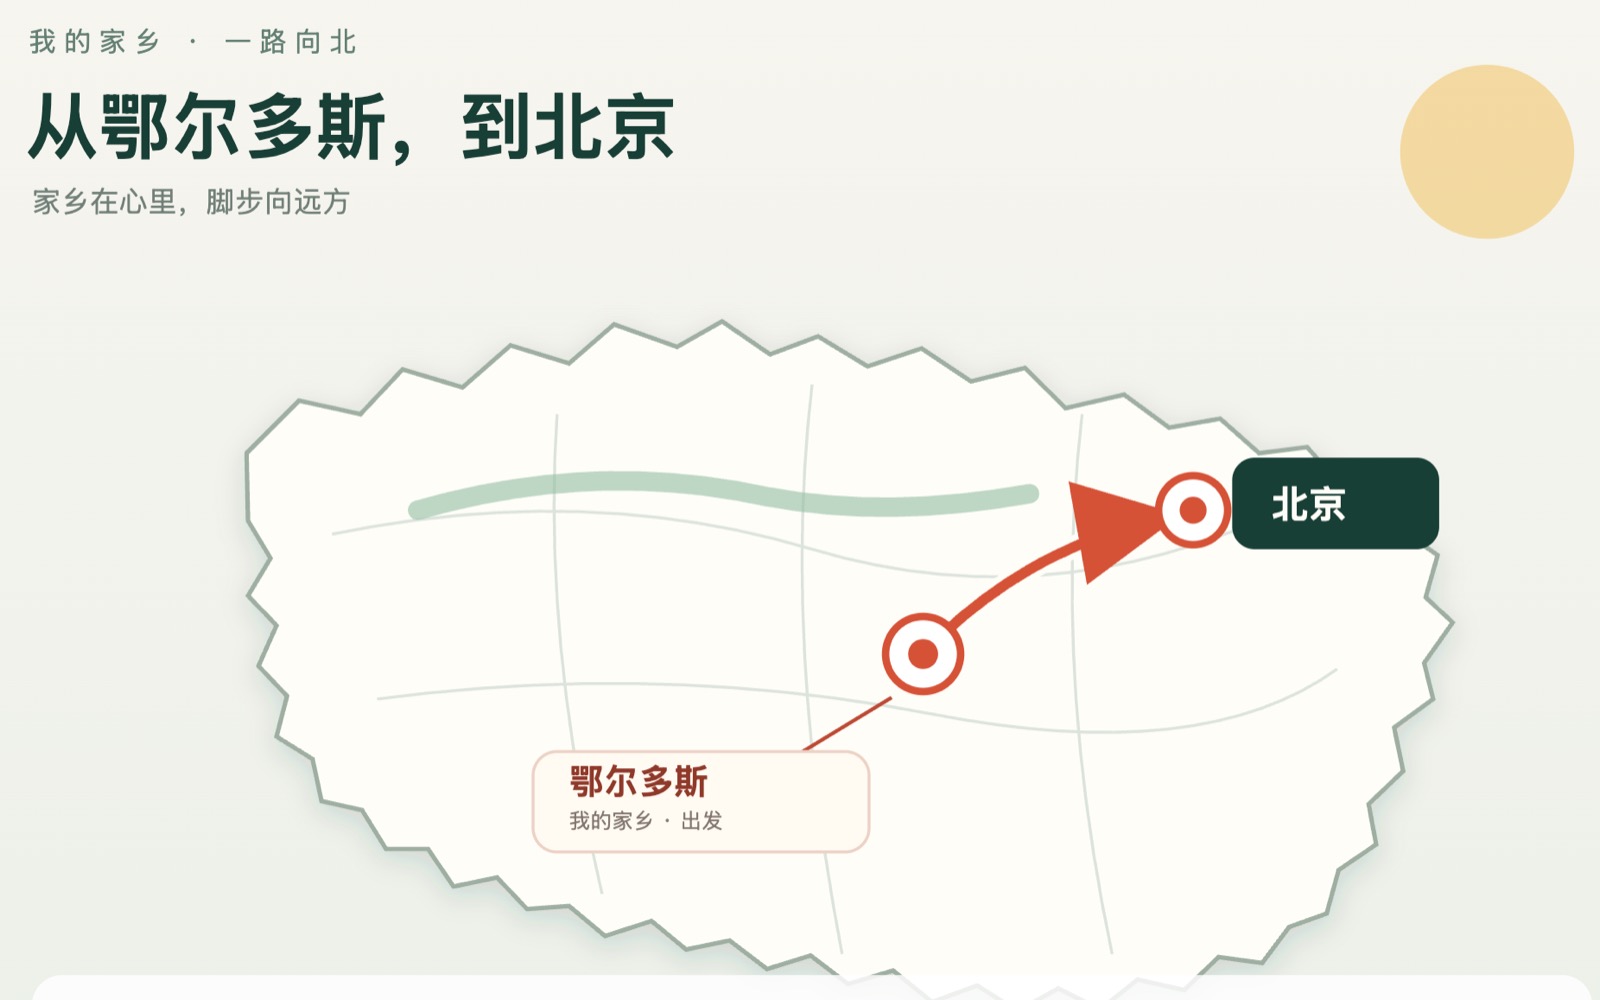 我的家乡 · 一路向北
从鄂尔多斯，到北京
家乡在心里，脚步向远方
北京
鄂尔多斯
我的家乡 · 出发